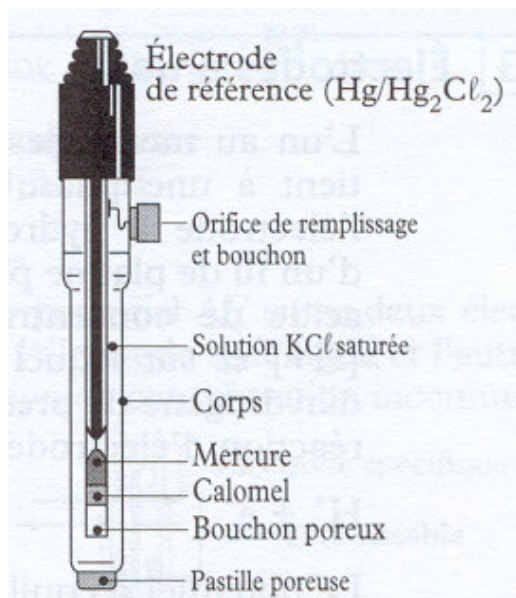 Électrode
de référence (Hg/Hg₂Cℓ₂)
Orifice de remplissage
et bouchon
Solution KCℓ saturée
Corps
Mercure
Calomel
Bouchon poreux
Pastille poreuse